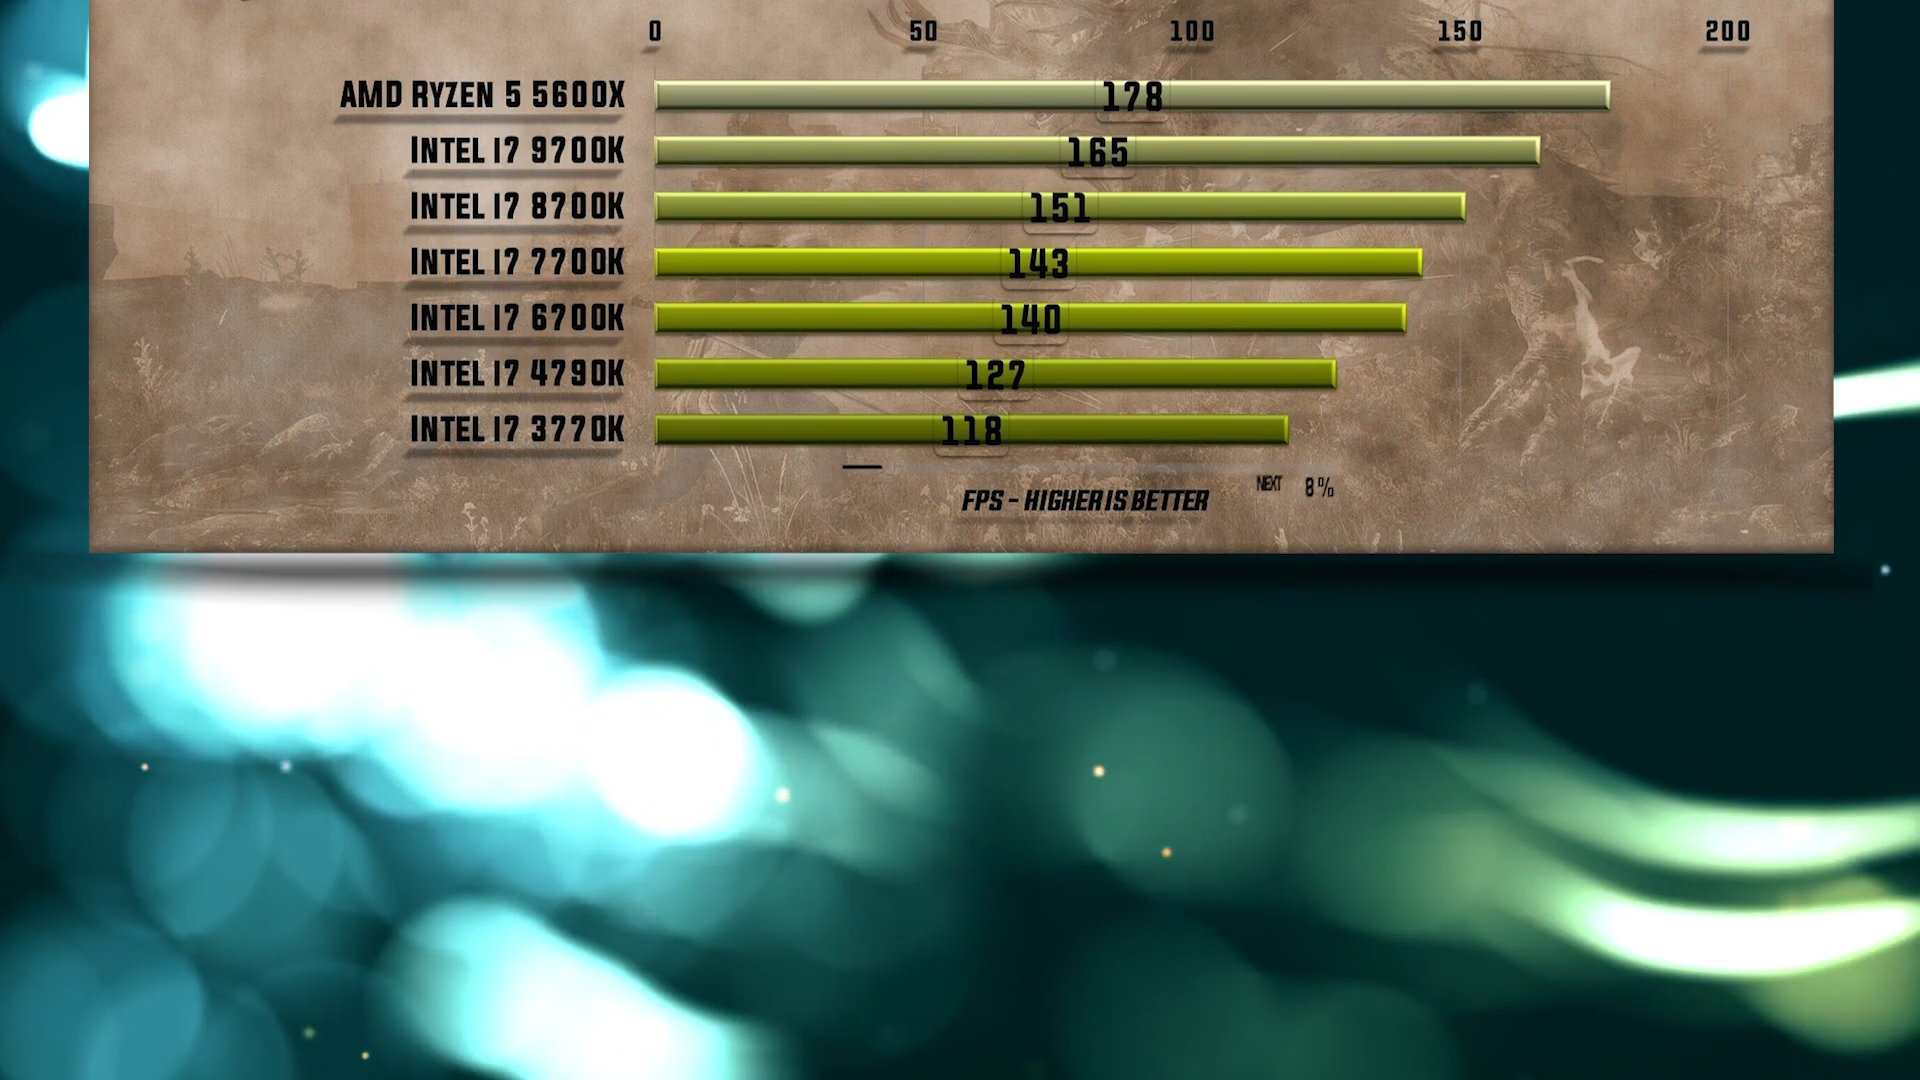 0 50 100 150 200
AMD RYZEN 5 5600X 178
INTEL I7 9700K 165
INTEL I7 8700K 151
INTEL I7 7700K 143
INTEL I7 6700K 140
INTEL I7 4790K 127
INTEL I7 3770K 118
NEXT 8%
FPS - HIGHER IS BETTER